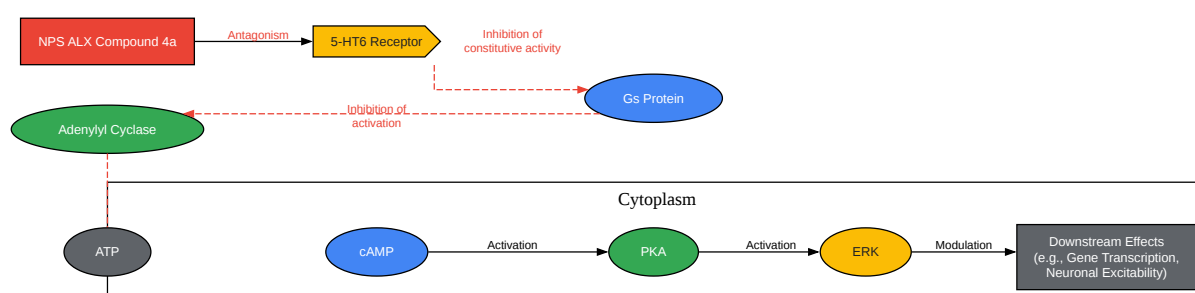 NPS ALX Compound 4a
Antagonism
5-HT6 Receptor
Inhibition of
constitutive activity
Gs Protein
Inhibition of
activation
Adenylyl Cyclase
Cytoplasm
ATP
cAMP
Activation
PKA
Activation
ERK
Modulation
Downstream Effects
(e.g., Gene Transcription,
Neuronal Excitability)